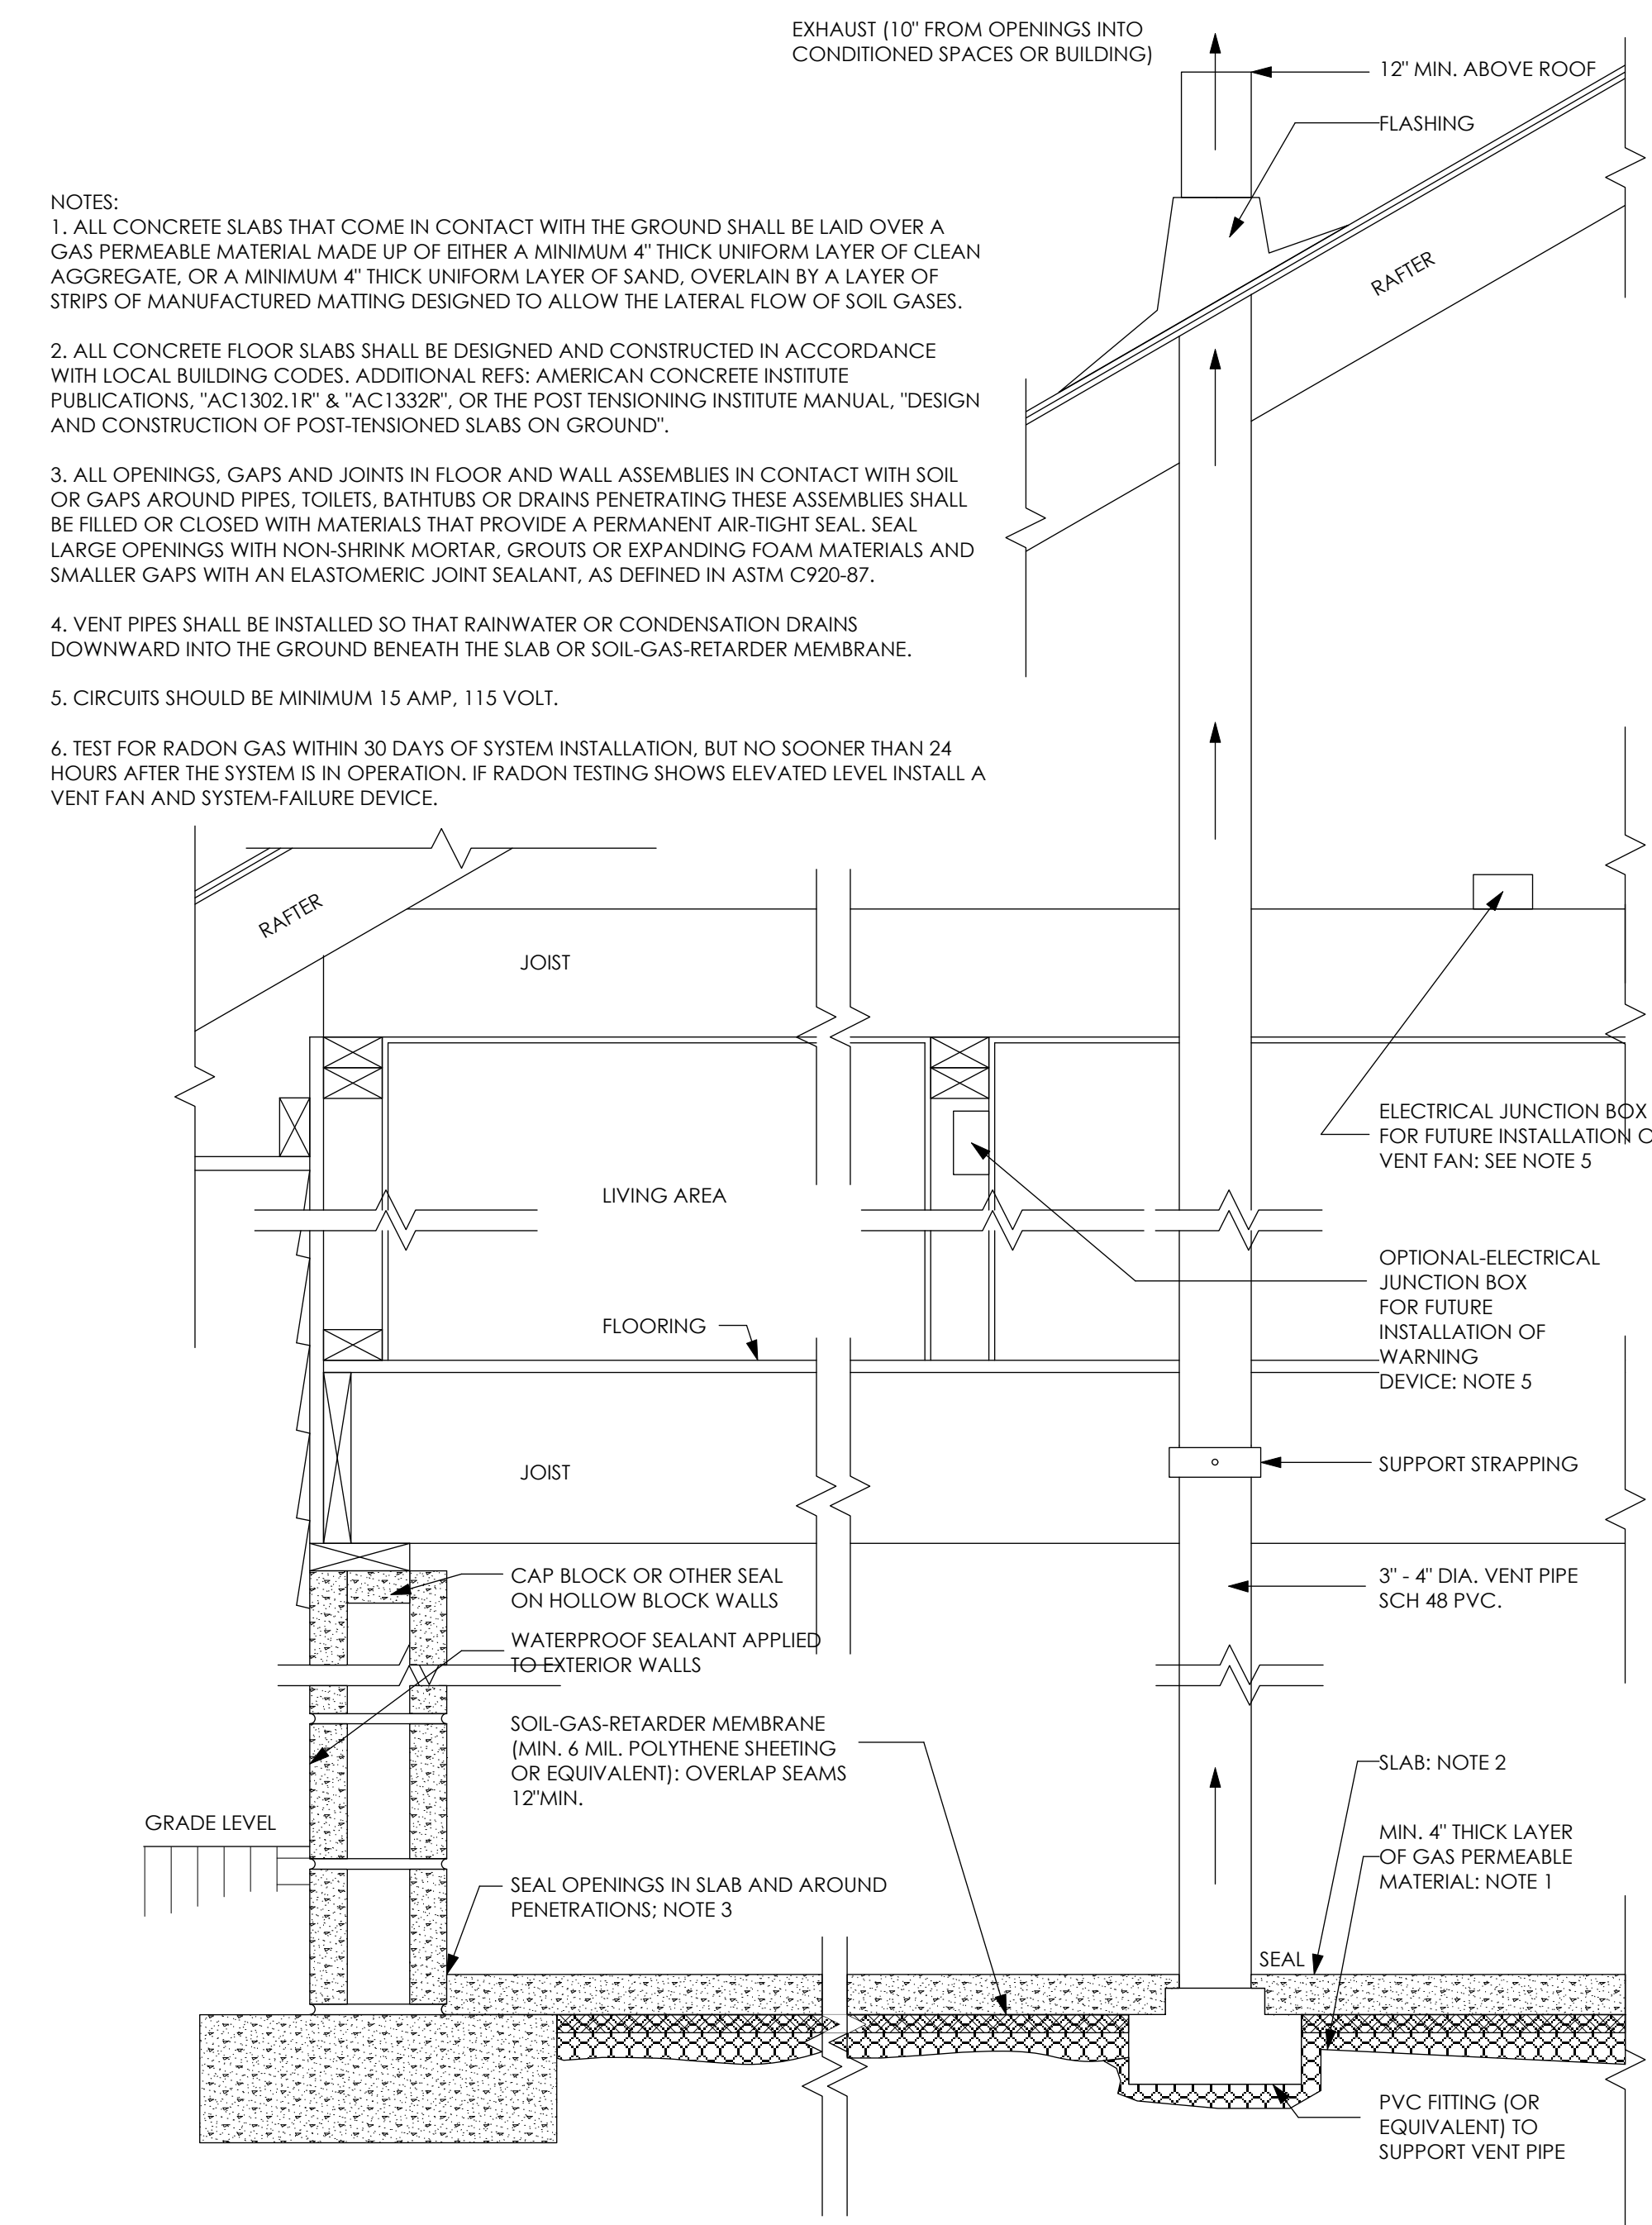 EXHAUST (10" FROM OPENINGS INTO
CONDITIONED SPACES OR BUILDING)
12" MIN. ABOVE ROOF
FLASHING
RAFTER
NOTES:
1. ALL CONCRETE SLABS THAT COME IN CONTACT WITH THE GROUND SHALL BE LAID OVER A
GAS PERMEABLE MATERIAL MADE UP OF EITHER A MINIMUM 4" THICK UNIFORM LAYER OF CLEAN
AGGREGATE, OR A MINIMUM 4" THICK UNIFORM LAYER OF SAND, OVERLAIN BY A LAYER OF
STRIPS OF MANUFACTURED MATTING DESIGNED TO ALLOW THE LATERAL FLOW OF SOIL GASES.
2. ALL CONCRETE FLOOR SLABS SHALL BE DESIGNED AND CONSTRUCTED IN ACCORDANCE
WITH LOCAL BUILDING CODES. ADDITIONAL REFS: AMERICAN CONCRETE INSTITUTE
PUBLICATIONS, "AC1302.1R" & "AC1332R", OR THE POST TENSIONING INSTITUTE MANUAL, "DESIGN
AND CONSTRUCTION OF POST-TENSIONED SLABS ON GROUND".
3. ALL OPENINGS, GAPS AND JOINTS IN FLOOR AND WALL ASSEMBLIES IN CONTACT WITH SOIL
OR GAPS AROUND PIPES, TOILETS, BATHTUBS OR DRAINS PENETRATING THESE ASSEMBLIES SHALL
BE FILLED OR CLOSED WITH MATERIALS THAT PROVIDE A PERMANENT AIR-TIGHT SEAL. SEAL
LARGE OPENINGS WITH NON-SHRINK MORTAR, GROUTS OR EXPANDING FOAM MATERIALS AND
SMALLER GAPS WITH AN ELASTOMERIC JOINT SEALANT, AS DEFINED IN ASTM C920-87.
4. VENT PIPES SHALL BE INSTALLED SO THAT RAINWATER OR CONDENSATION DRAINS
DOWNWARD INTO THE GROUND BENEATH THE SLAB OR SOIL-GAS-RETARDER MEMBRANE.
5. CIRCUITS SHOULD BE MINIMUM 15 AMP, 115 VOLT.
6. TEST FOR RADON GAS WITHIN 30 DAYS OF SYSTEM INSTALLATION, BUT NO SOONER THAN 24
HOURS AFTER THE SYSTEM IS IN OPERATION. IF RADON TESTING SHOWS ELEVATED LEVEL INSTALL A
VENT FAN AND SYSTEM-FAILURE DEVICE.
RAFTER
JOIST
ELECTRICAL JUNCTION BOX
FOR FUTURE INSTALLATION O
VENT FAN: SEE NOTE 5
LIVING AREA
OPTIONAL-ELECTRICAL
JUNCTION BOX
FOR FUTURE
INSTALLATION OF
WARNING
DEVICE: NOTE 5
FLOORING
JOIST
SUPPORT STRAPPING
CAP BLOCK OR OTHER SEAL
ON HOLLOW BLOCK WALLS
3" - 4" DIA. VENT PIPE
SCH 48 PVC.
WATERPROOF SEALANT APPLIED
TO EXTERIOR WALLS
SOIL-GAS-RETARDER MEMBRANE
(MIN. 6 MIL. POLYTHENE SHEETING
OR EQUIVALENT): OVERLAP SEAMS
12"MIN.
SLAB: NOTE 2
GRADE LEVEL
MIN. 4" THICK LAYER
OF GAS PERMEABLE
MATERIAL: NOTE 1
SEAL OPENINGS IN SLAB AND AROUND
PENETRATIONS; NOTE 3
SEAL
PVC FITTING (OR
EQUIVALENT) TO
SUPPORT VENT PIPE